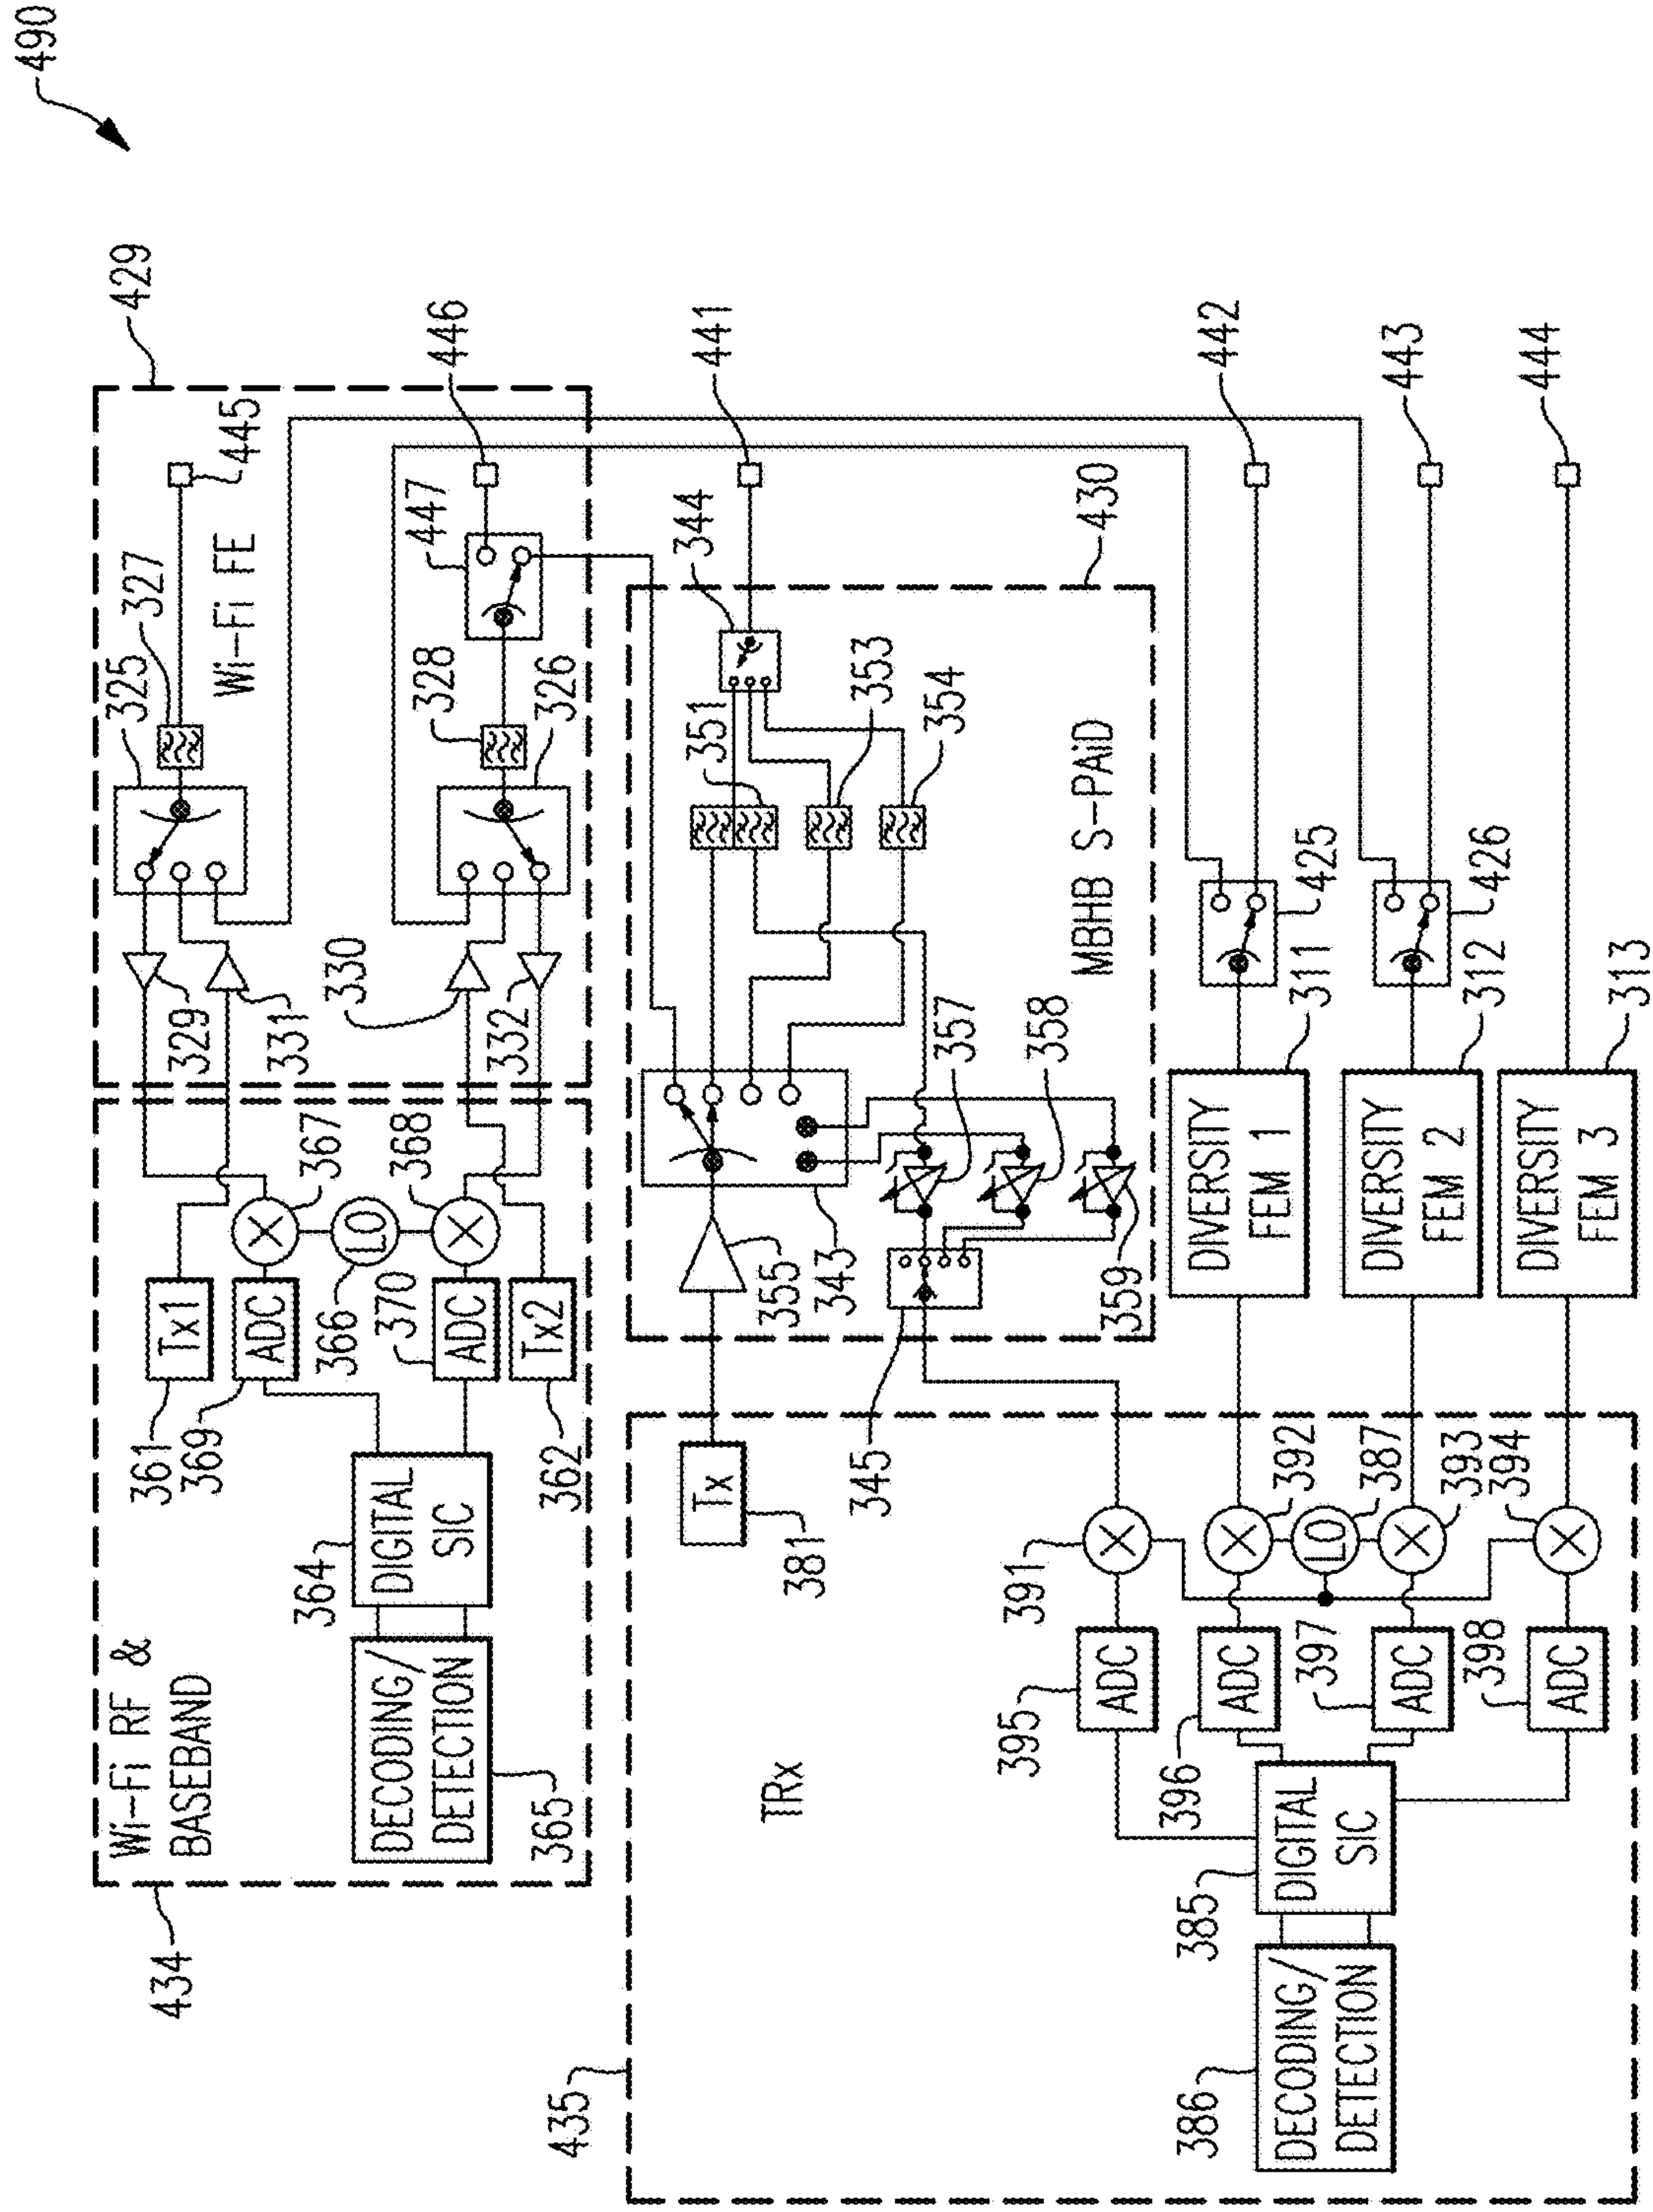 490
429
445
327
325
Wi-Fi FE
446
447
328
326
329
331
330
332
Wi-Fi RF &
BASEBAND
434
Tx1
361
ADC
369
367
LO
366
368
370
ADC
Tx2
362
DIGITAL
SIC
364
DECODING/
DETECTION
365
441
344
430
351
353
354
MBHB S-PAiD
357
358
359
355
343
345
442
443
444
425
426
311
312
313
DIVERSITY
FEM 1
DIVERSITY
FEM 2
DIVERSITY
FEM 3
435
TRx
Tx
381
391
392
LO
387
393
394
ADC
395
ADC
396
ADC
397
ADC
398
DIGITAL
SIC
385
DECODING/
DETECTION
386